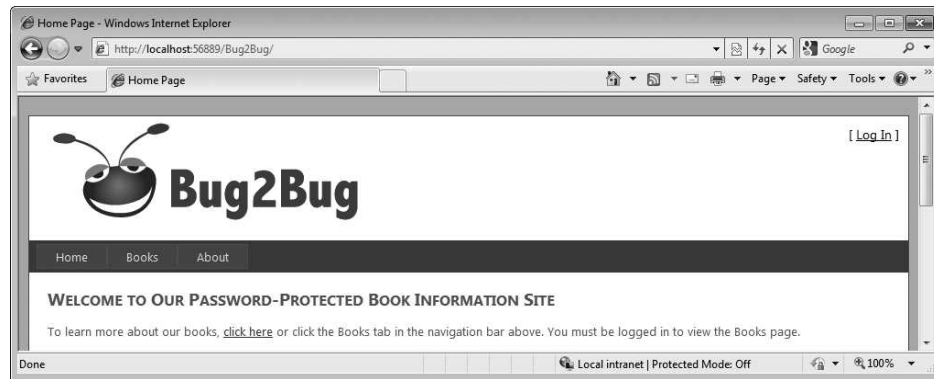 Home Page - Windows Internet Explorer
http://localhost:56889/Bug2Bug/
Google
Favorites
Home Page
Page
Safety
Tools
[ Log In ]
Bug2Bug
Home Books About
WELCOME TO OUR PASSWORD-PROTECTED BOOK INFORMATION SITE
To learn more about our books, click here or click the Books tab in the navigation bar above. You must be logged in to view the Books page.
Done
Local intranet | Protected Mode: Off
100%